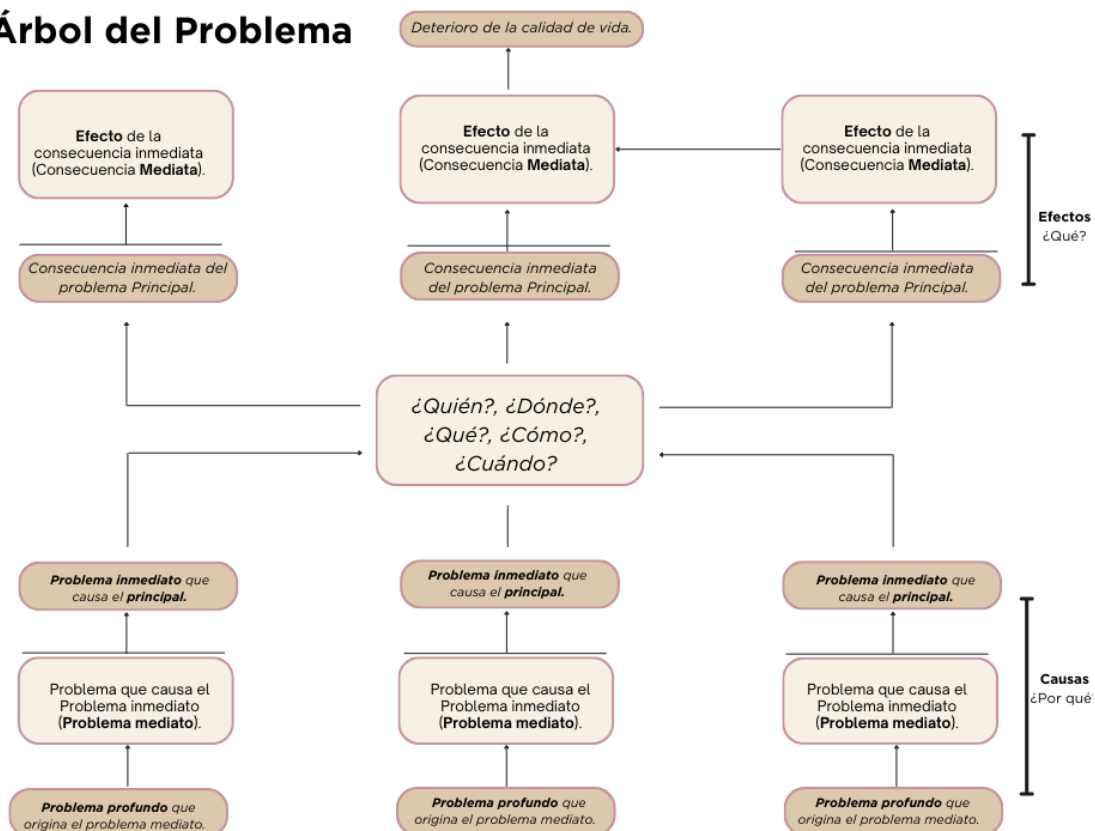 Árbol del Problema
Deterioro de la calidad de vida.
Efecto de la
consecuencia inmediata
(Consecuencia Mediata).
Efecto de la
consecuencia inmediata
(Consecuencia Mediata).
Efecto de la
consecuencia inmediata
(Consecuencia Mediata).
Efectos
¿Qué?
Consecuencia inmediata del
problema Principal.
Consecuencia inmediata
del problema Principal.
Consecuencia inmediata
del problema Principal.
¿Quién?, ¿Dónde?,
¿Qué?, ¿Cómo?,
¿Cuándo?
Problema inmediato que
causa el principal.
Problema inmediato que
causa el principal.
Problema inmediato que
causa el principal.
Problema que causa el
Problema inmediato
(Problema mediato).
Problema que causa el
Problema inmediato
(Problema mediato).
Problema que causa el
Problema inmediato
(Problema mediato).
Causas
¿Por qué?
Problema profundo que
origina el problema mediato.
Problema profundo que
origina el problema mediato.
Problema profundo que
origina el problema mediato.